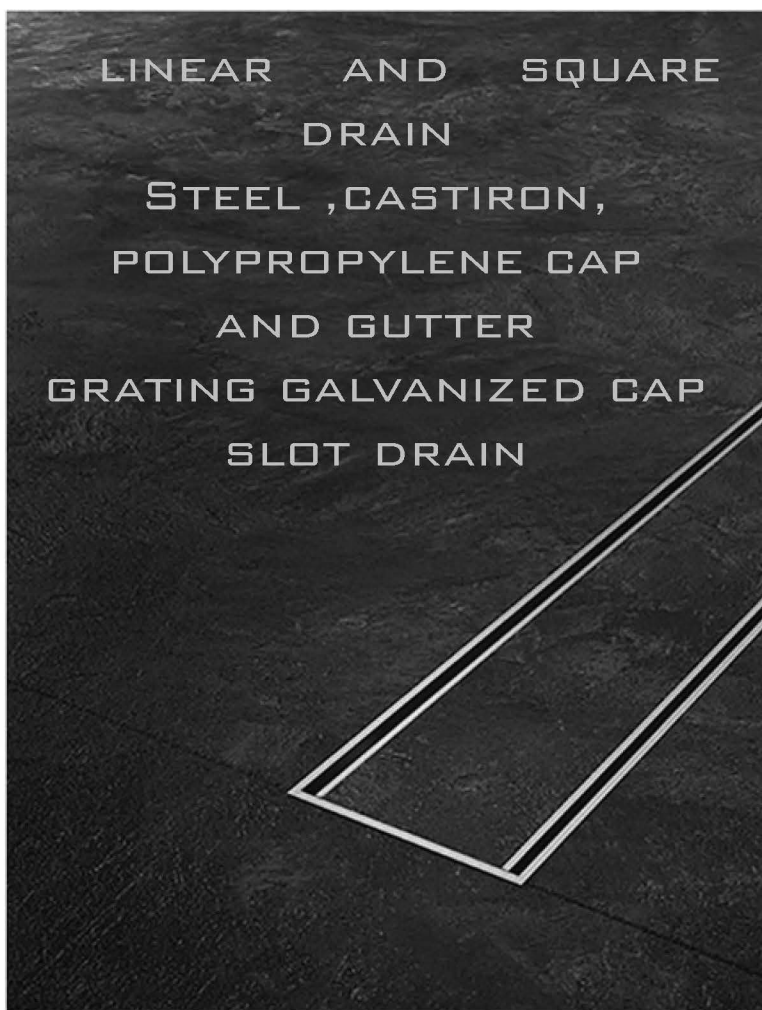 LINEAR AND SQUARE
DRAIN
STEEL ,CASTIRON,
POLYPROPYLENE CAP
AND GUTTER
GRATING GALVANIZED CAP
SLOT DRAIN